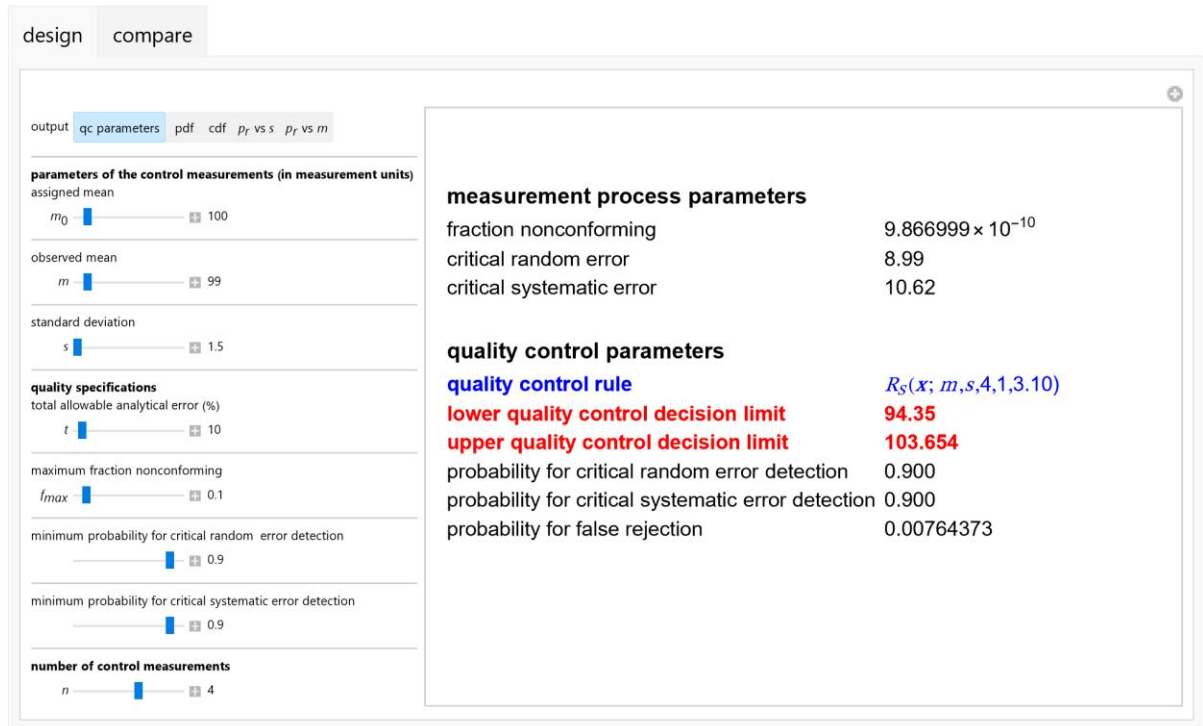 design compare
output qc parameters pdf cdf pᵣ vs s pᵣ vs m
parameters of the control measurements (in measurement units)
assigned mean
m₀ 100
observed mean
m 99
standard deviation
s 1.5
quality specifications
total allowable analytical error (%)
t 10
maximum fraction nonconforming
fmax 0.1
minimum probability for critical random error detection
0.9
minimum probability for critical systematic error detection
0.9
number of control measurements
n 4
measurement process parameters
fraction nonconforming 9.866999 × 10⁻¹⁰
critical random error 8.99
critical systematic error 10.62
quality control parameters
quality control rule R_S(x; m,s,4,1,3.10)
lower quality control decision limit 94.35
upper quality control decision limit 103.654
probability for critical random error detection 0.900
probability for critical systematic error detection 0.900
probability for false rejection 0.00764373